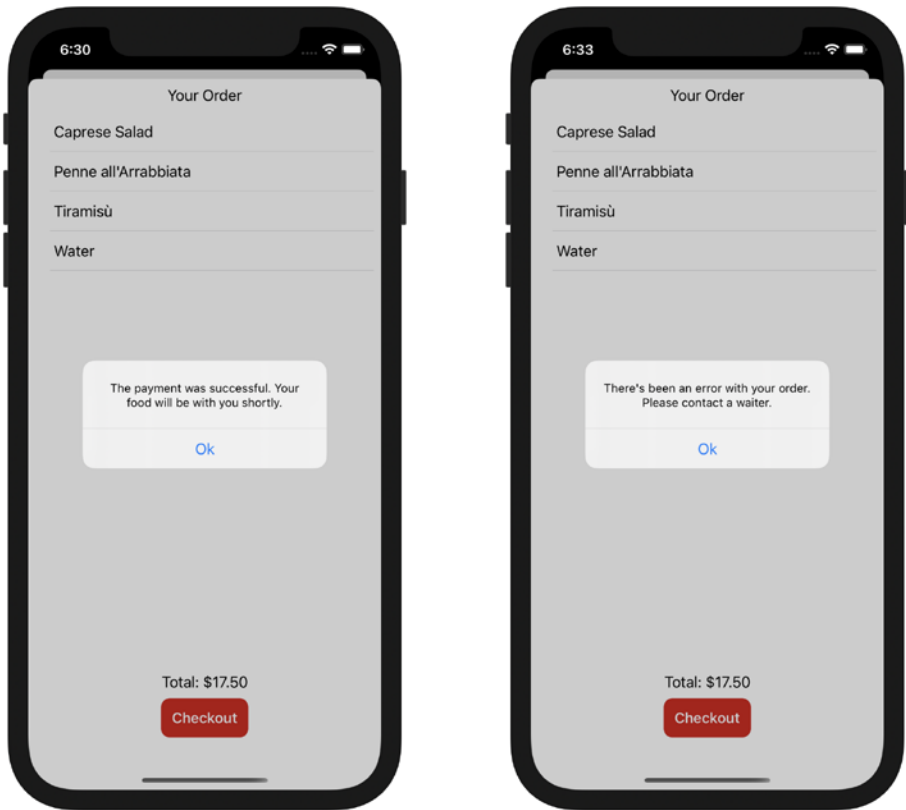 6:30
Your Order
Caprese Salad
Penne all'Arrabbiata
Tiramisù
Water
The payment was successful. Your
food will be with you shortly.
Ok
Total: $17.50
Checkout
6:33
Your Order
Caprese Salad
Penne all'Arrabbiata
Tiramisù
Water
There's been an error with your order.
Please contact a waiter.
Ok
Total: $17.50
Checkout